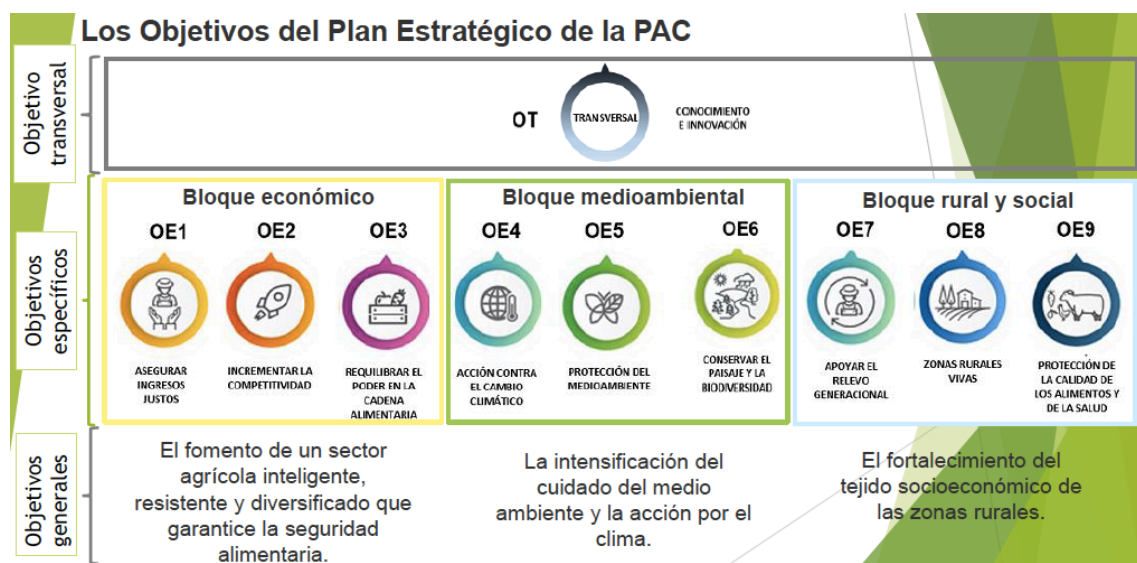 Los Objetivos del Plan Estratégico de la PAC
Objetivo
transversal
OT
TRANSVERSAL
CONOCIMIENTO
E INNOVACIÓN
Objetivos
específicos
Bloque económico
OE1
OE2
OE3
ASEGURAR
INGRESOS
JUSTOS
INCREMENTAR LA
COMPETITIVIDAD
REQUILIBRAR EL
PODER EN LA
CADENA
ALIMENTARIA
Bloque medioambiental
OE4
OE5
OE6
ACCIÓN CONTRA
EL CAMBIO
CLIMÁTICO
PROTECCIÓN DEL
MEDIOAMBIENTE
CONSERVAR EL
PAISAJE Y LA
BIODIVERSIDAD
Bloque rural y social
OE7
OE8
OE9
APOYAR EL
RELEVO
GENERACIONAL
ZONAS RURALES
VIVAS
PROTECCIÓN DE
LA CALIDAD DE
LOS ALIMENTOS Y
DE LA SALUD
Objetivos
generales
El fomento de un sector
agrícola inteligente,
resistente y diversificado que
garantice la seguridad
alimentaria.
La intensificación del
cuidado del medio
ambiente y la acción por el
clima.
El fortalecimiento del
tejido socioeconómico de
las zonas rurales.